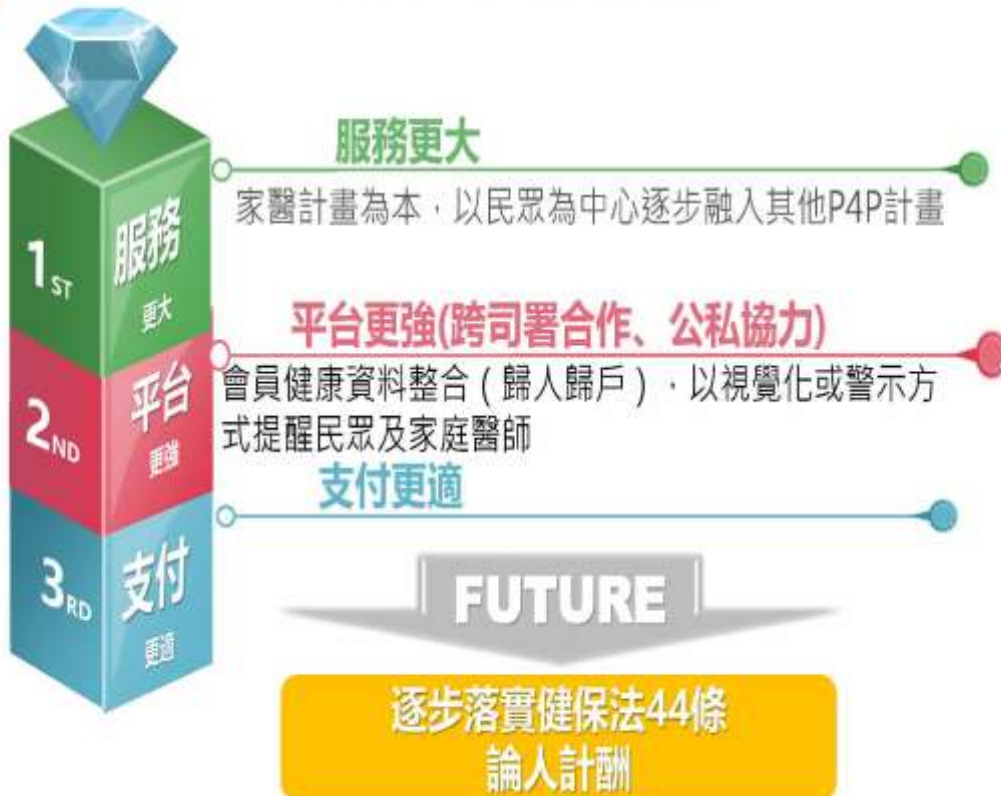 1ST
服務
更大
服務更大
家醫計畫為本，以民眾為中心逐步融入其他P4P計畫
2ND
平台
更強
平台更強(跨司署合作、公私協力)
會員健康資料整合（歸人歸戶），以視覺化或警示方
式提醒民眾及家庭醫師
3RD
支付
更適
支付更適
FUTURE
逐步落實健保法44條
論人計酬